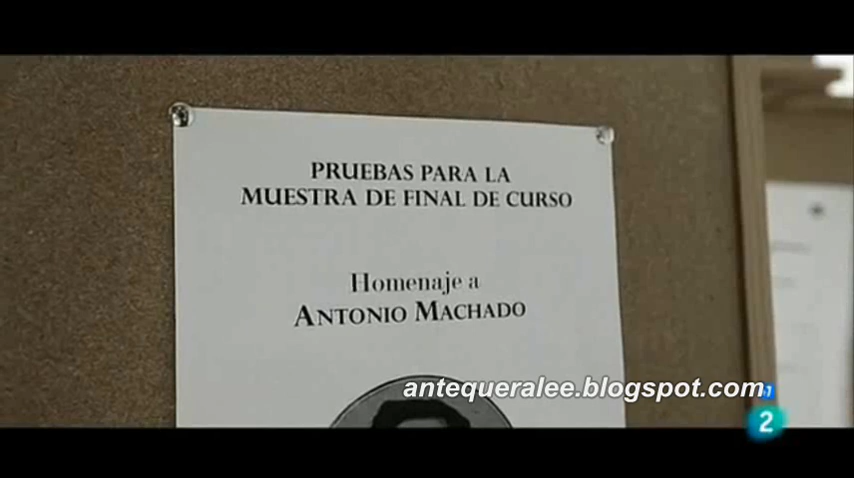 PRUEBAS PARA LA
MUESTRA DE FINAL DE CURSO
Homenaje a
ANTONIO MACHADO
antequeralee.blogspot.com
2